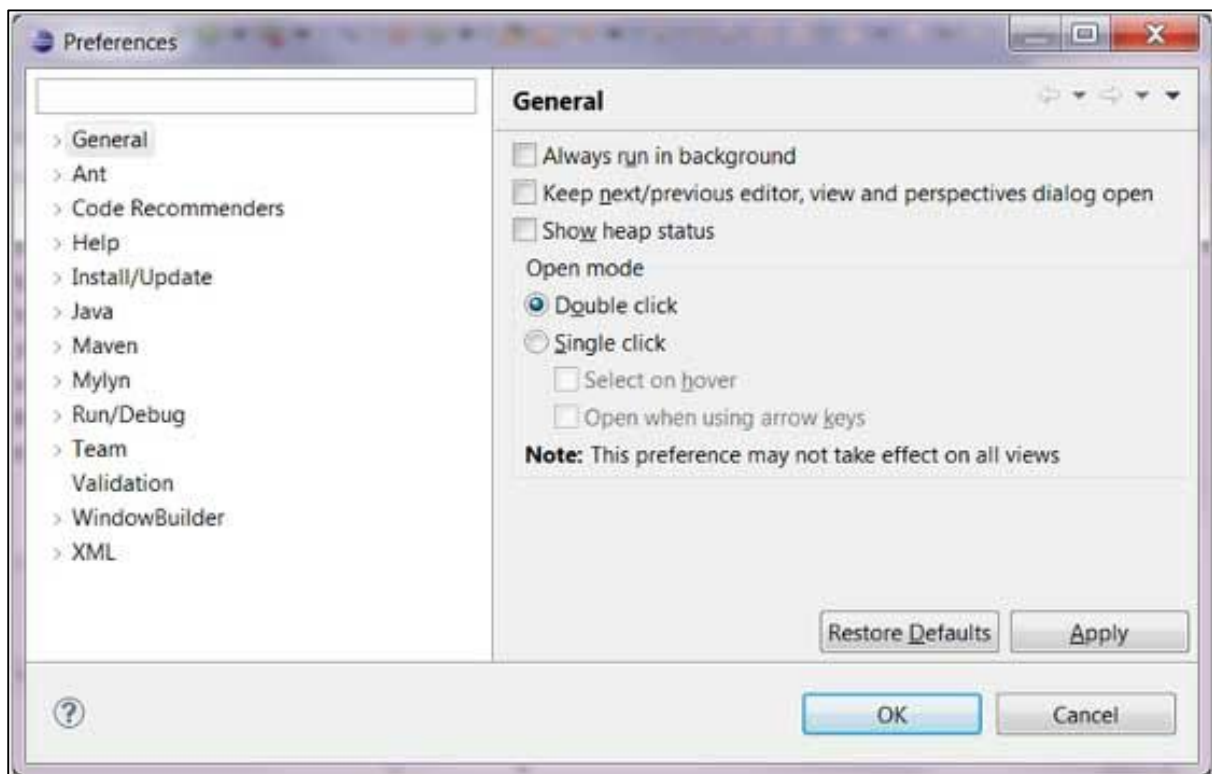 Preferences
General
Ant
Code Recommenders
Help
Install/Update
Java
Maven
Mylyn
Run/Debug
Team
Validation
WindowBuilder
XML
General
Always run in background
Keep next/previous editor, view and perspectives dialog open
Show heap status
Open mode
Double click
Single click
Select on hover
Open when using arrow keys
Note: This preference may not take effect on all views
Restore Defaults
Apply
?
OK
Cancel